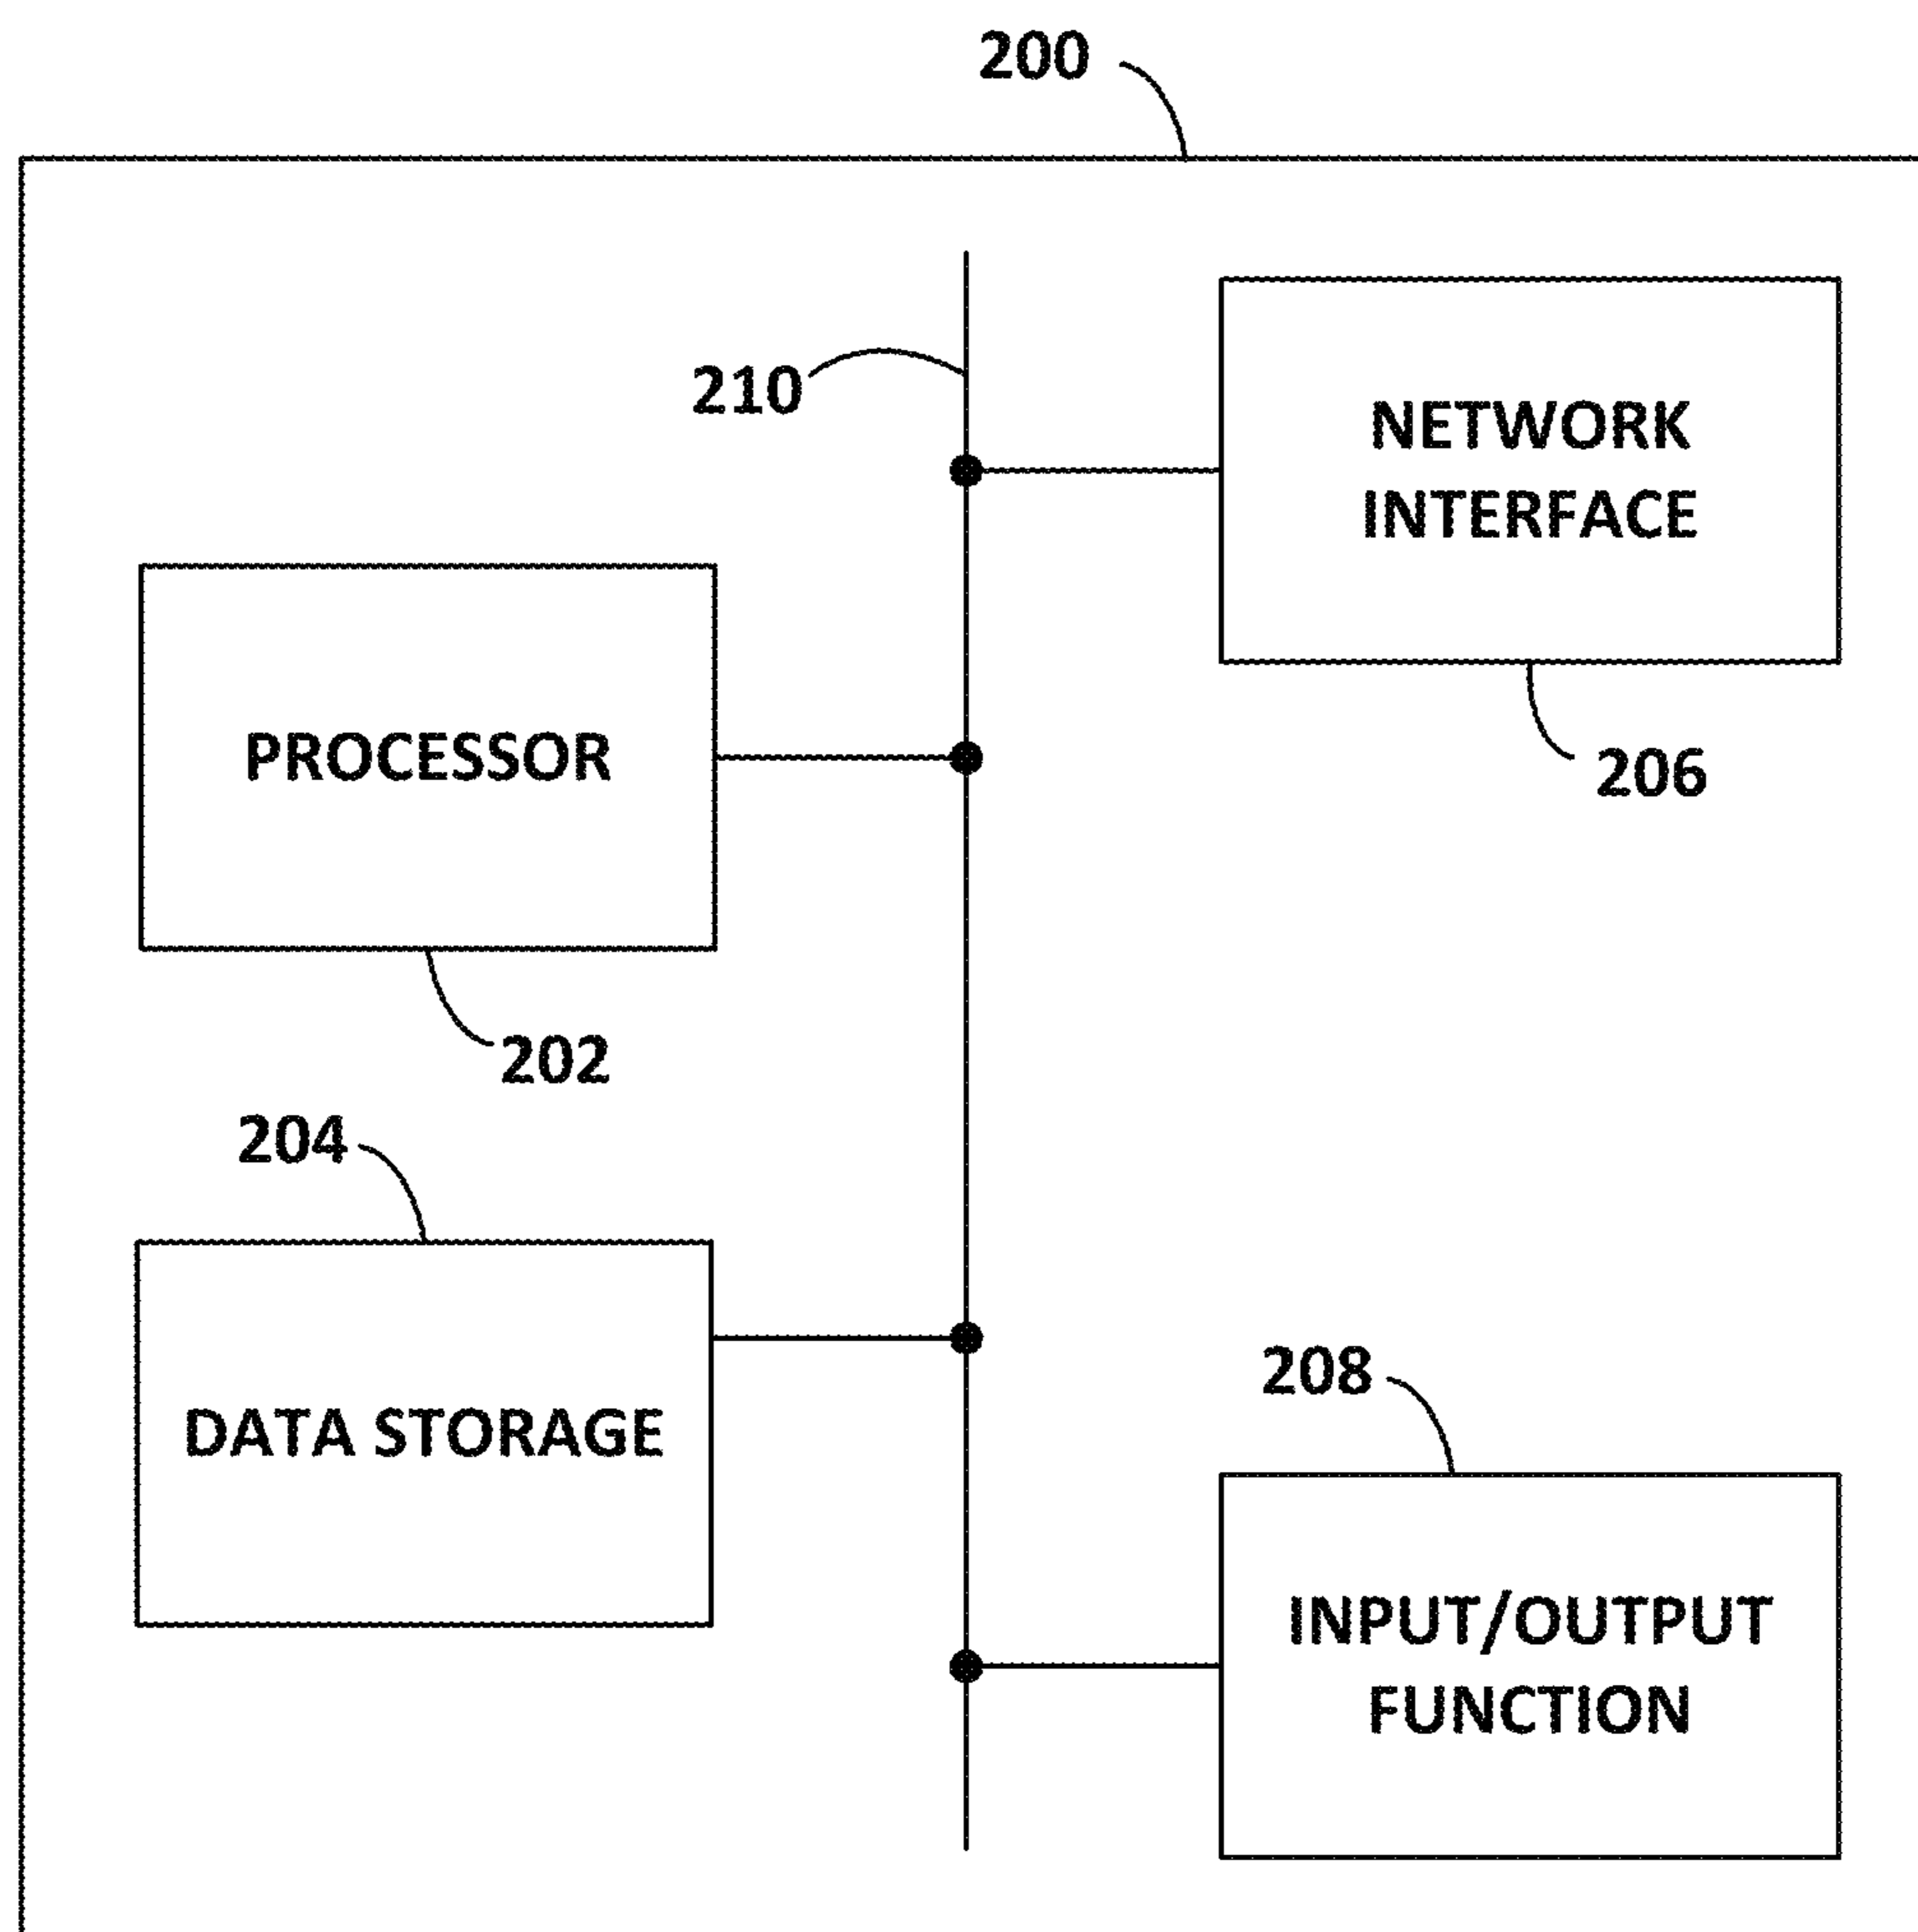 200
210
NETWORK
INTERFACE
PROCESSOR
206
202
204
208
DATA STORAGE
INPUT/OUTPUT
FUNCTION